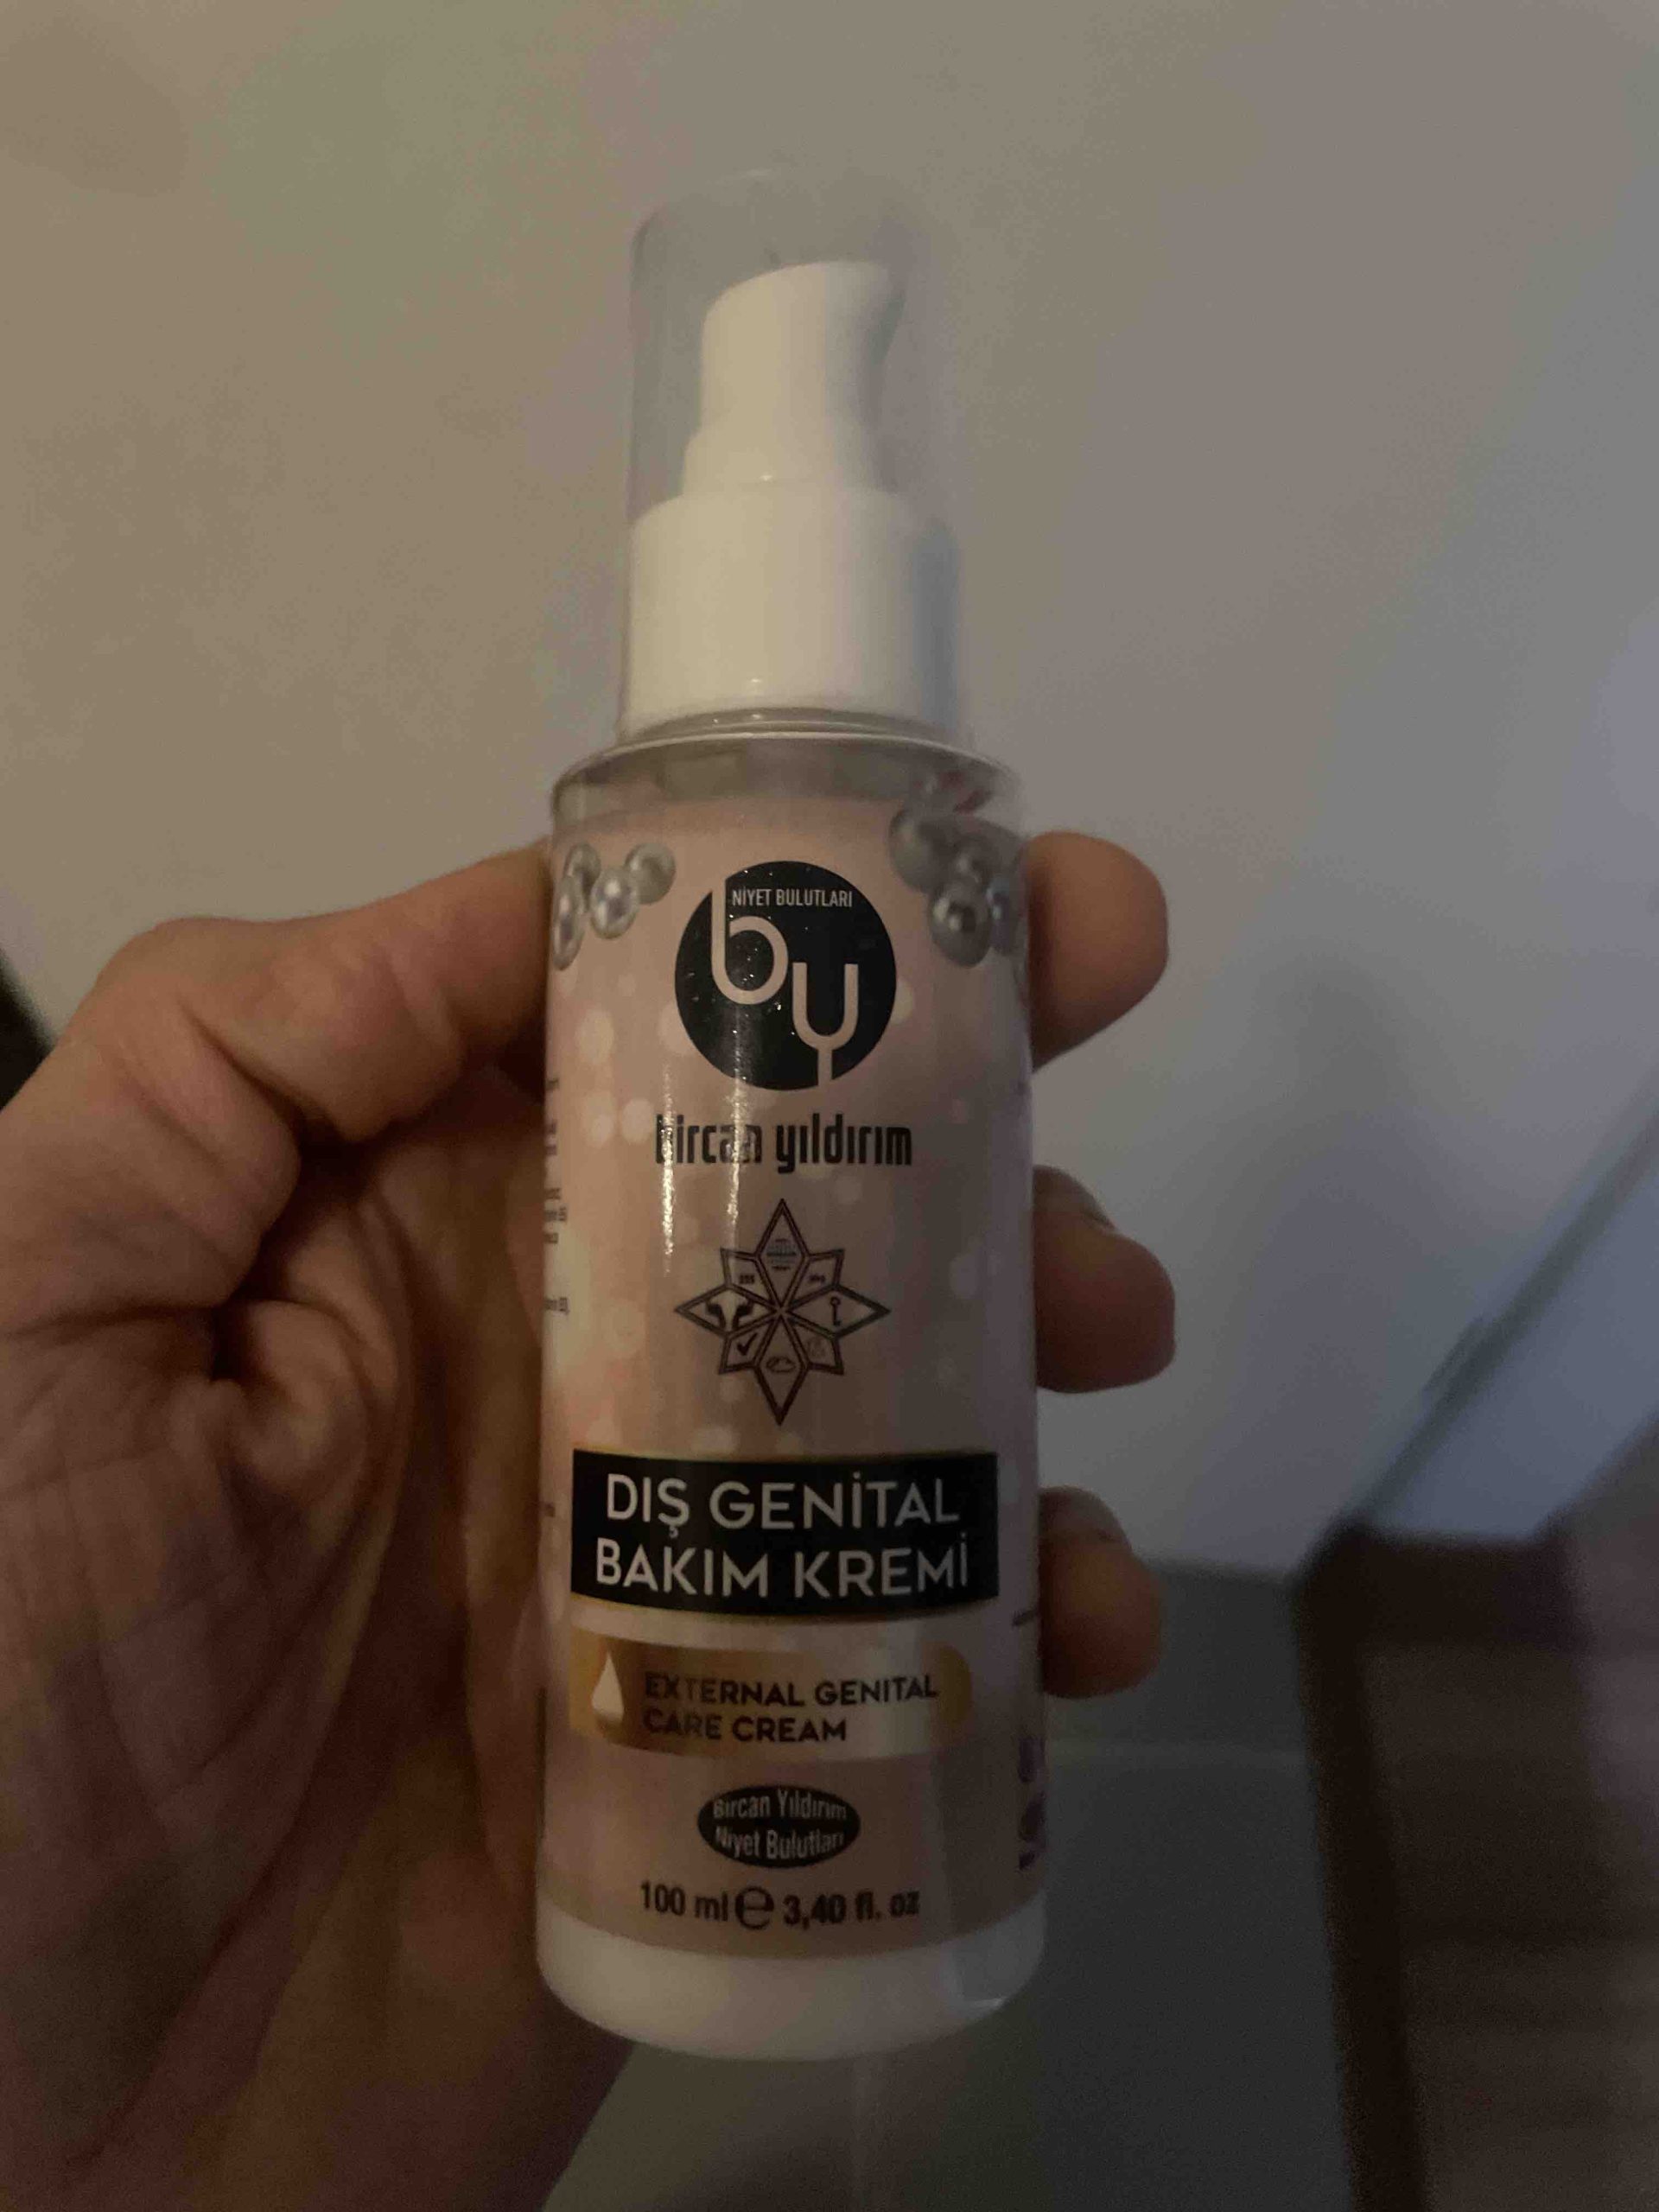 NİYET BULUTLARI
by
bircan yıldırım
DIŞ GENİTAL
BAKIM KREMİ
EXTERNAL GENITAL
CARE CREAM
Bircan Yıldırım
Niyet Bulutları
100 ml e 3,40 fl. oz